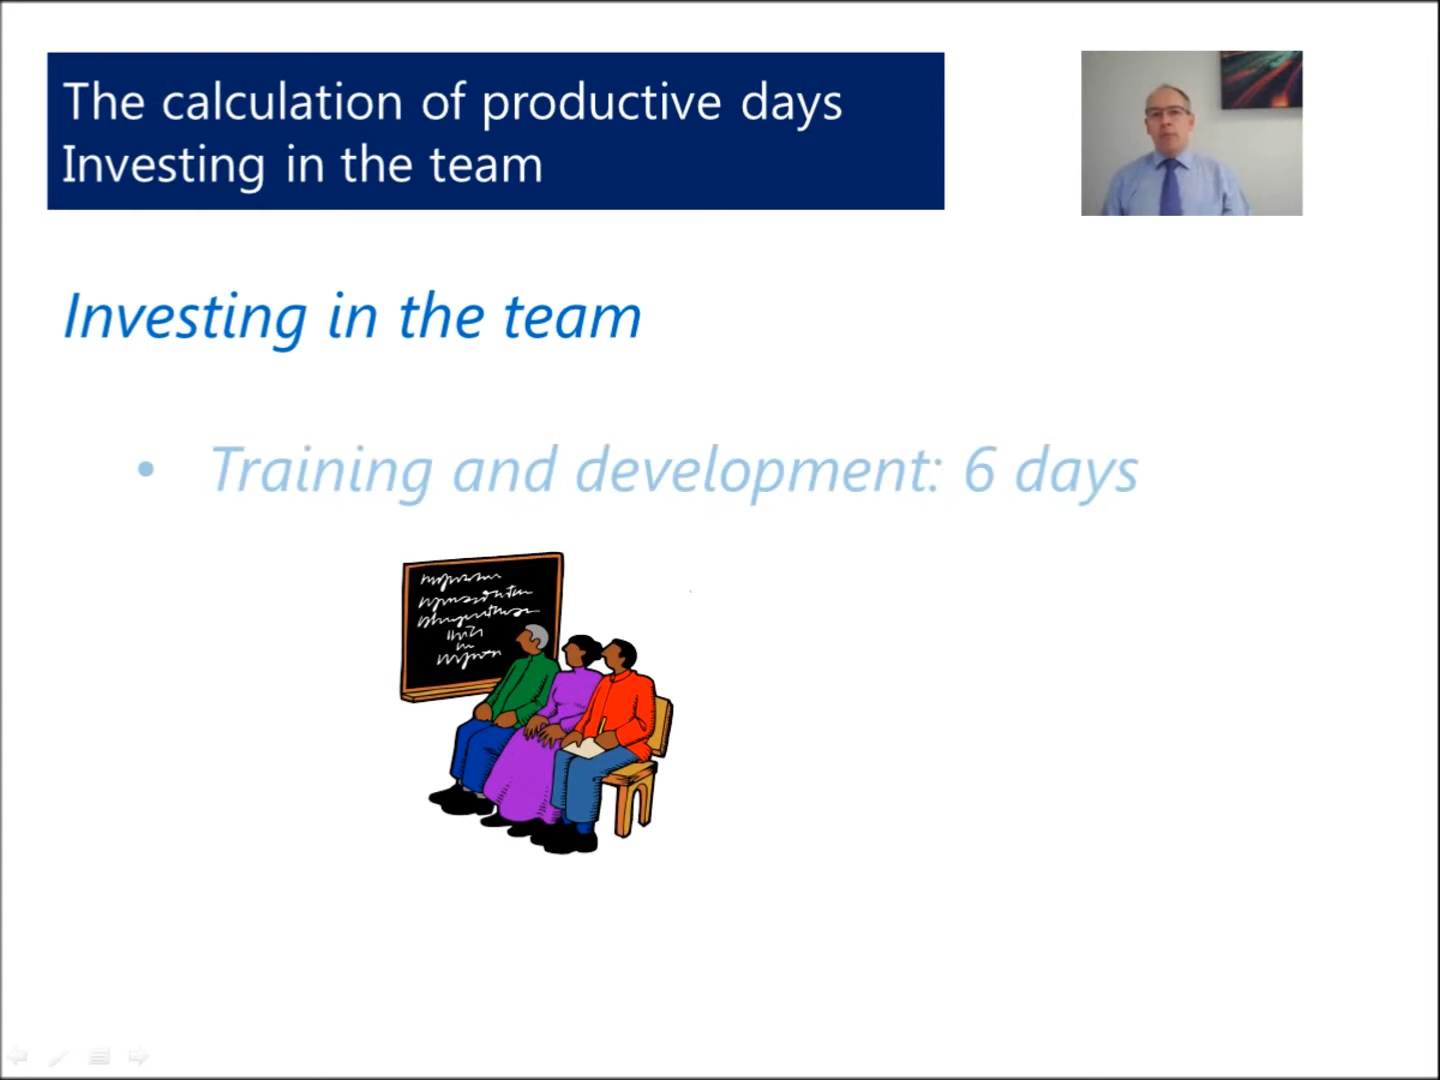 The calculation of productive days
Investing in the team
Investing in the team
• Training and development: 6 days